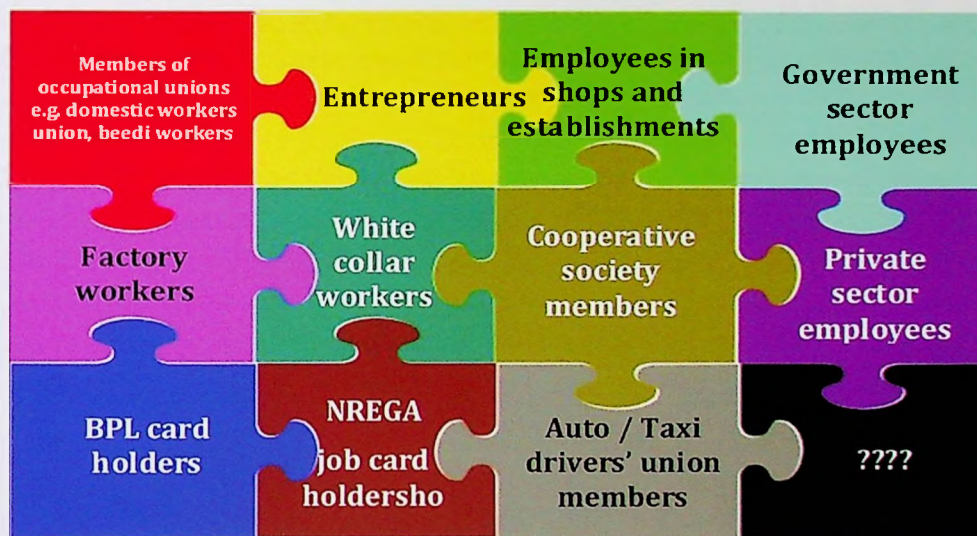 Members of
occupational unions
e.g. domestic workers
union, beedi workers
Entrepreneurs
Employees in
shops and
establishments
Government
sector
employees
Factory
workers
White
collar
workers
Cooperative
society
members
Private
sector
employees
BPL card
holders
NREGA
job card
holdersho
Auto / Taxi
drivers’ union
members
????